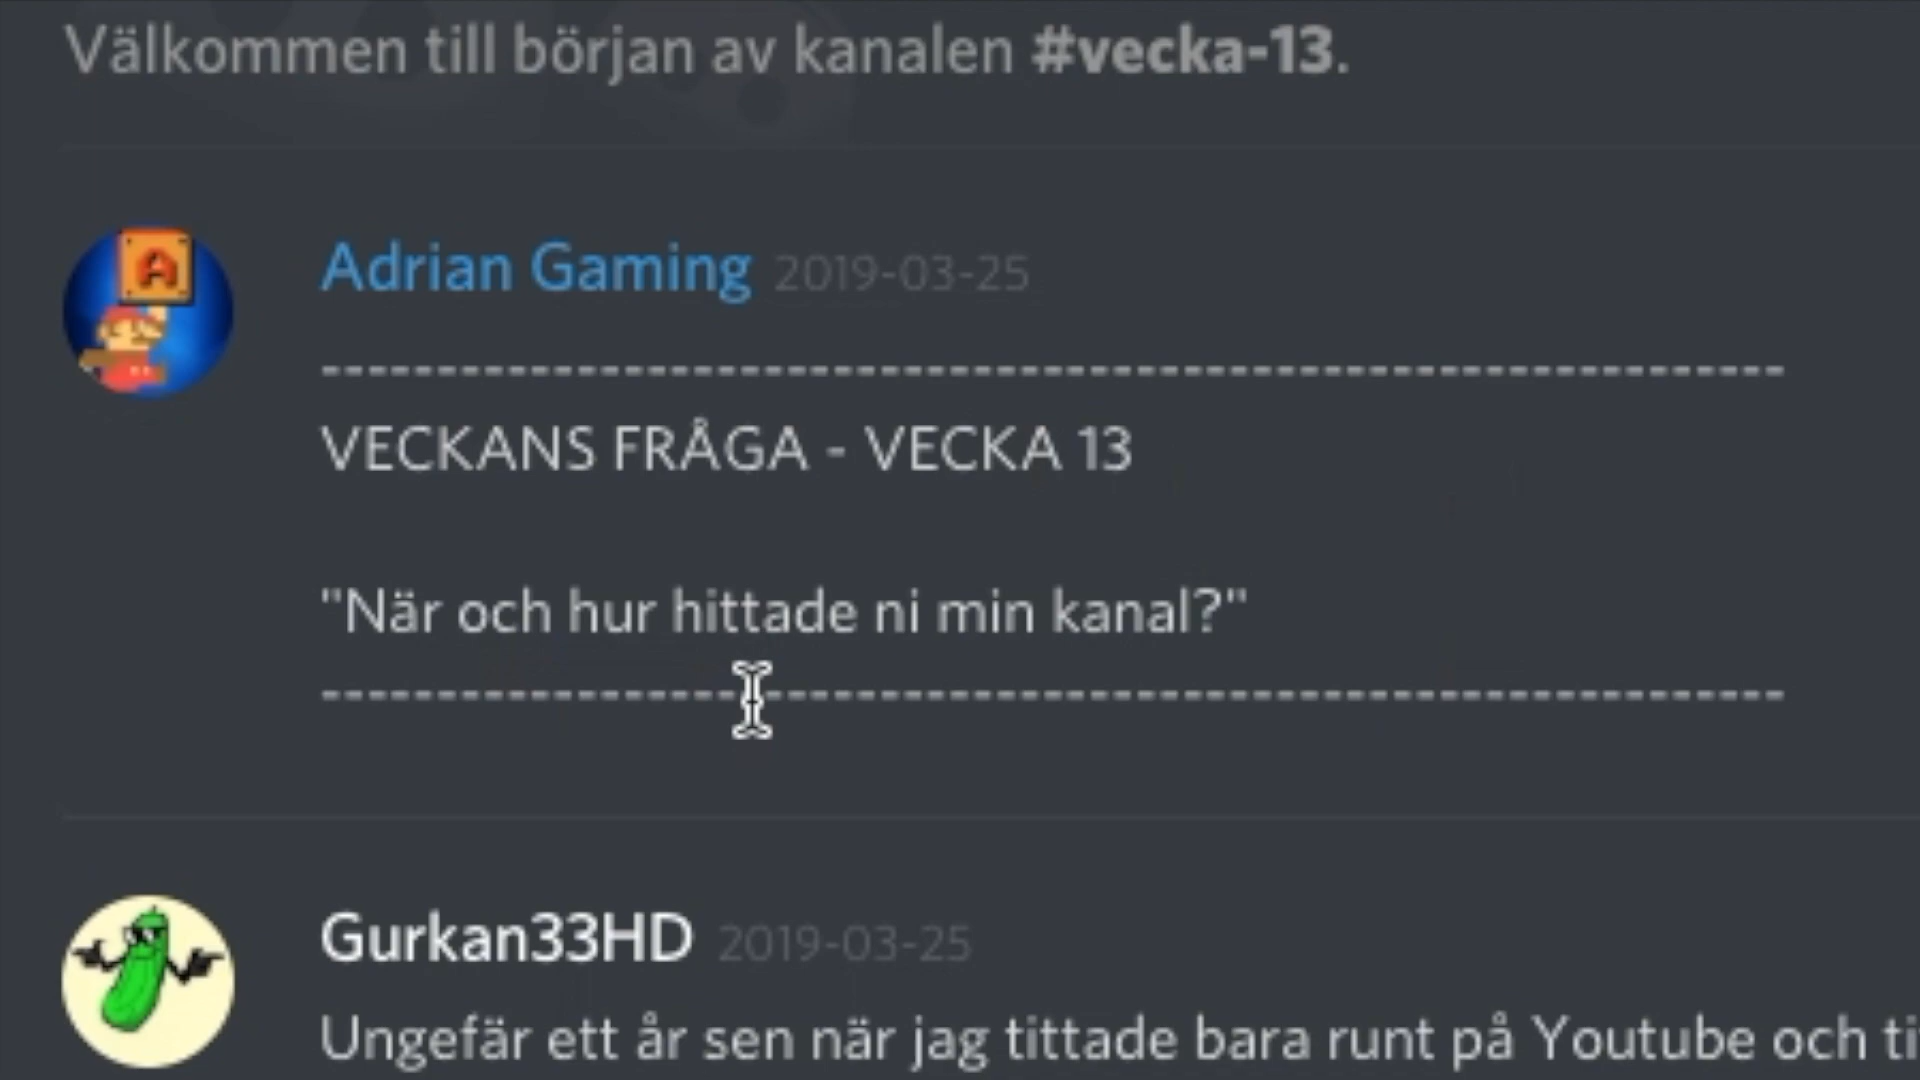 Välkommen till början av kanalen #vecka-13.
A
Adrian Gaming 2019-03-25
---------------------------------------------------------------
VECKANS FRÅGA - VECKA 13
"När och hur hittade ni min kanal?"
---------------------------------------------------------------
Gurkan33HD 2019-03-25
Ungefär ett år sen när jag tittade bara runt på Youtube och